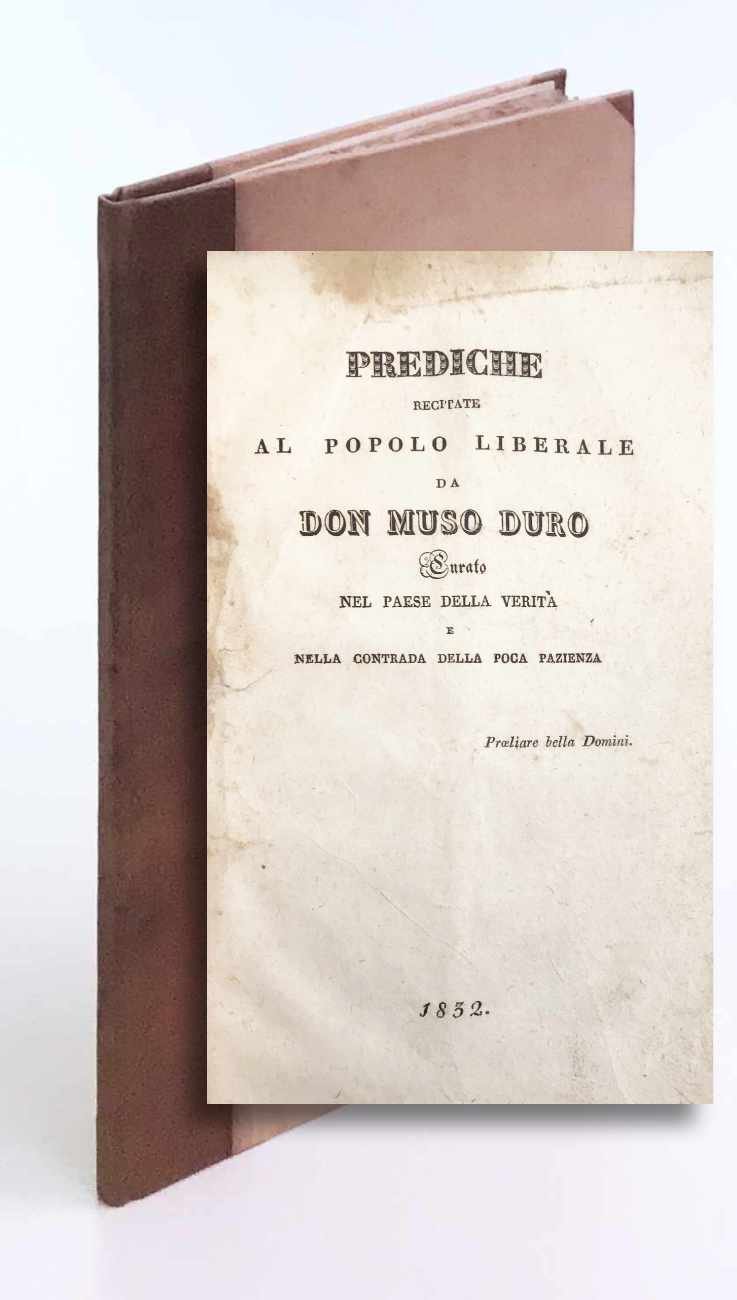 PREDICHE
RECITATE
AL POPOLO LIBERALE
DA
DON MUSO DURO
Curato
NEL PAESE DELLA VERITÀ
E
NELLA CONTRADA DELLA POCA PAZIENZA
Prœliare bella Domini.
1832.